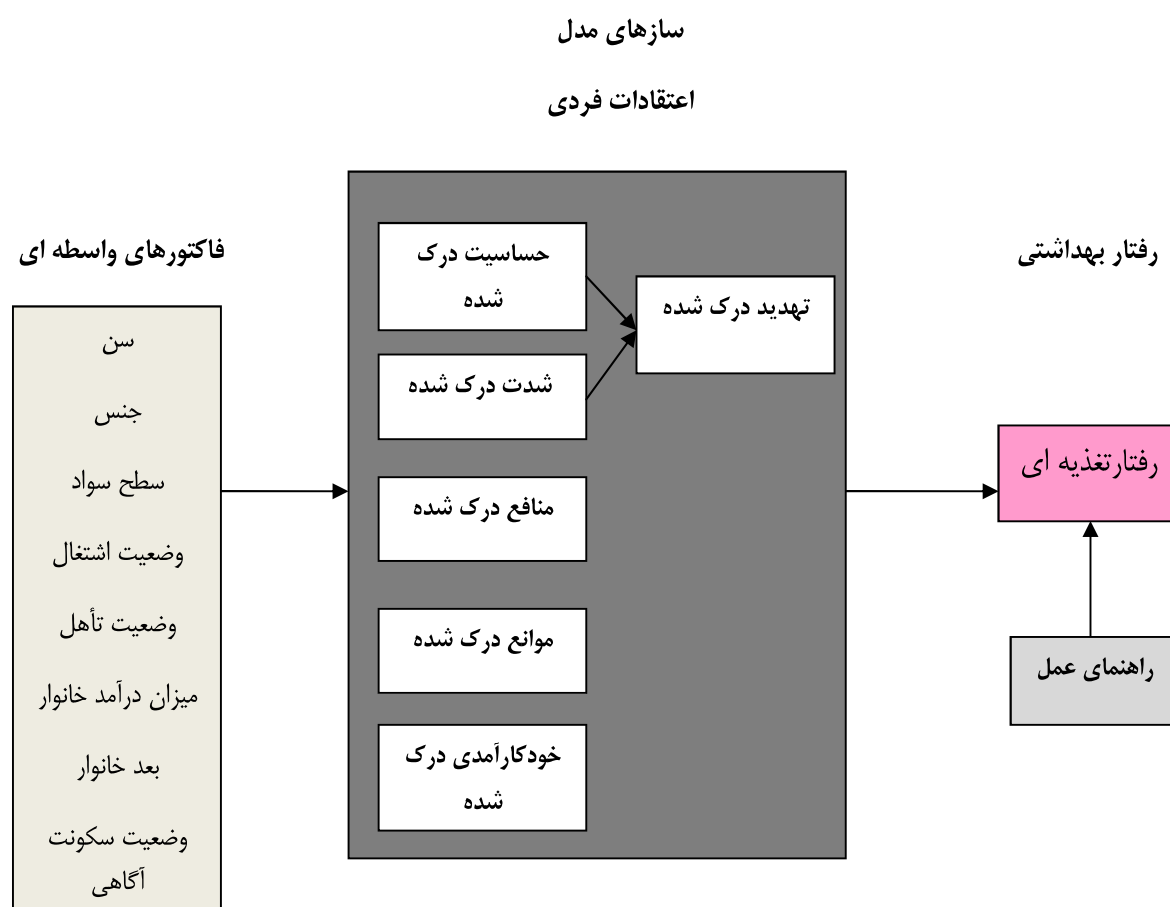 سازهای مدل
اعتقادات فردی
رفتار بهداشتی
فاکتورهای واسطه ای
حساسیت درک
شده
تهدید درک شده
شدت درک شده
منافع درک شده
موانع درک شده
خودکارآمدی درک
شده
رفتارتغذیه ای
راهنمای عمل
سن
جنس
سطح سواد
وضعیت اشتغال
وضعیت تأهل
میزان درآمد خانوار
بعد خانوار
وضعیت سکونت
آگاهی